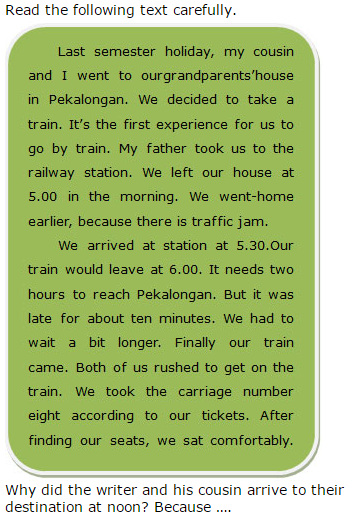 Read the following text carefully.
Last semester holiday, my cousin
and I went to ourgrandparents'house
in Pekalongan. We decided to take a
train. It's the first experience for us to
go by train. My father took us to the
railway station. We left our house at
5.00 in the morning. We went-home
earlier, because there is traffic jam.
We arrived at station at 5.30.Our
train would leave at 6.00. It needs two
hours to reach Pekalongan. But it was
late for about ten minutes. We had to
wait a bit longer. Finally our train
came. Both of us rushed to get on the
train. We took the carriage number
eight according to our tickets. After
finding our seats, we sat comfortably.
Why did the writer and his cousin arrive to their
destination at noon? Because ....